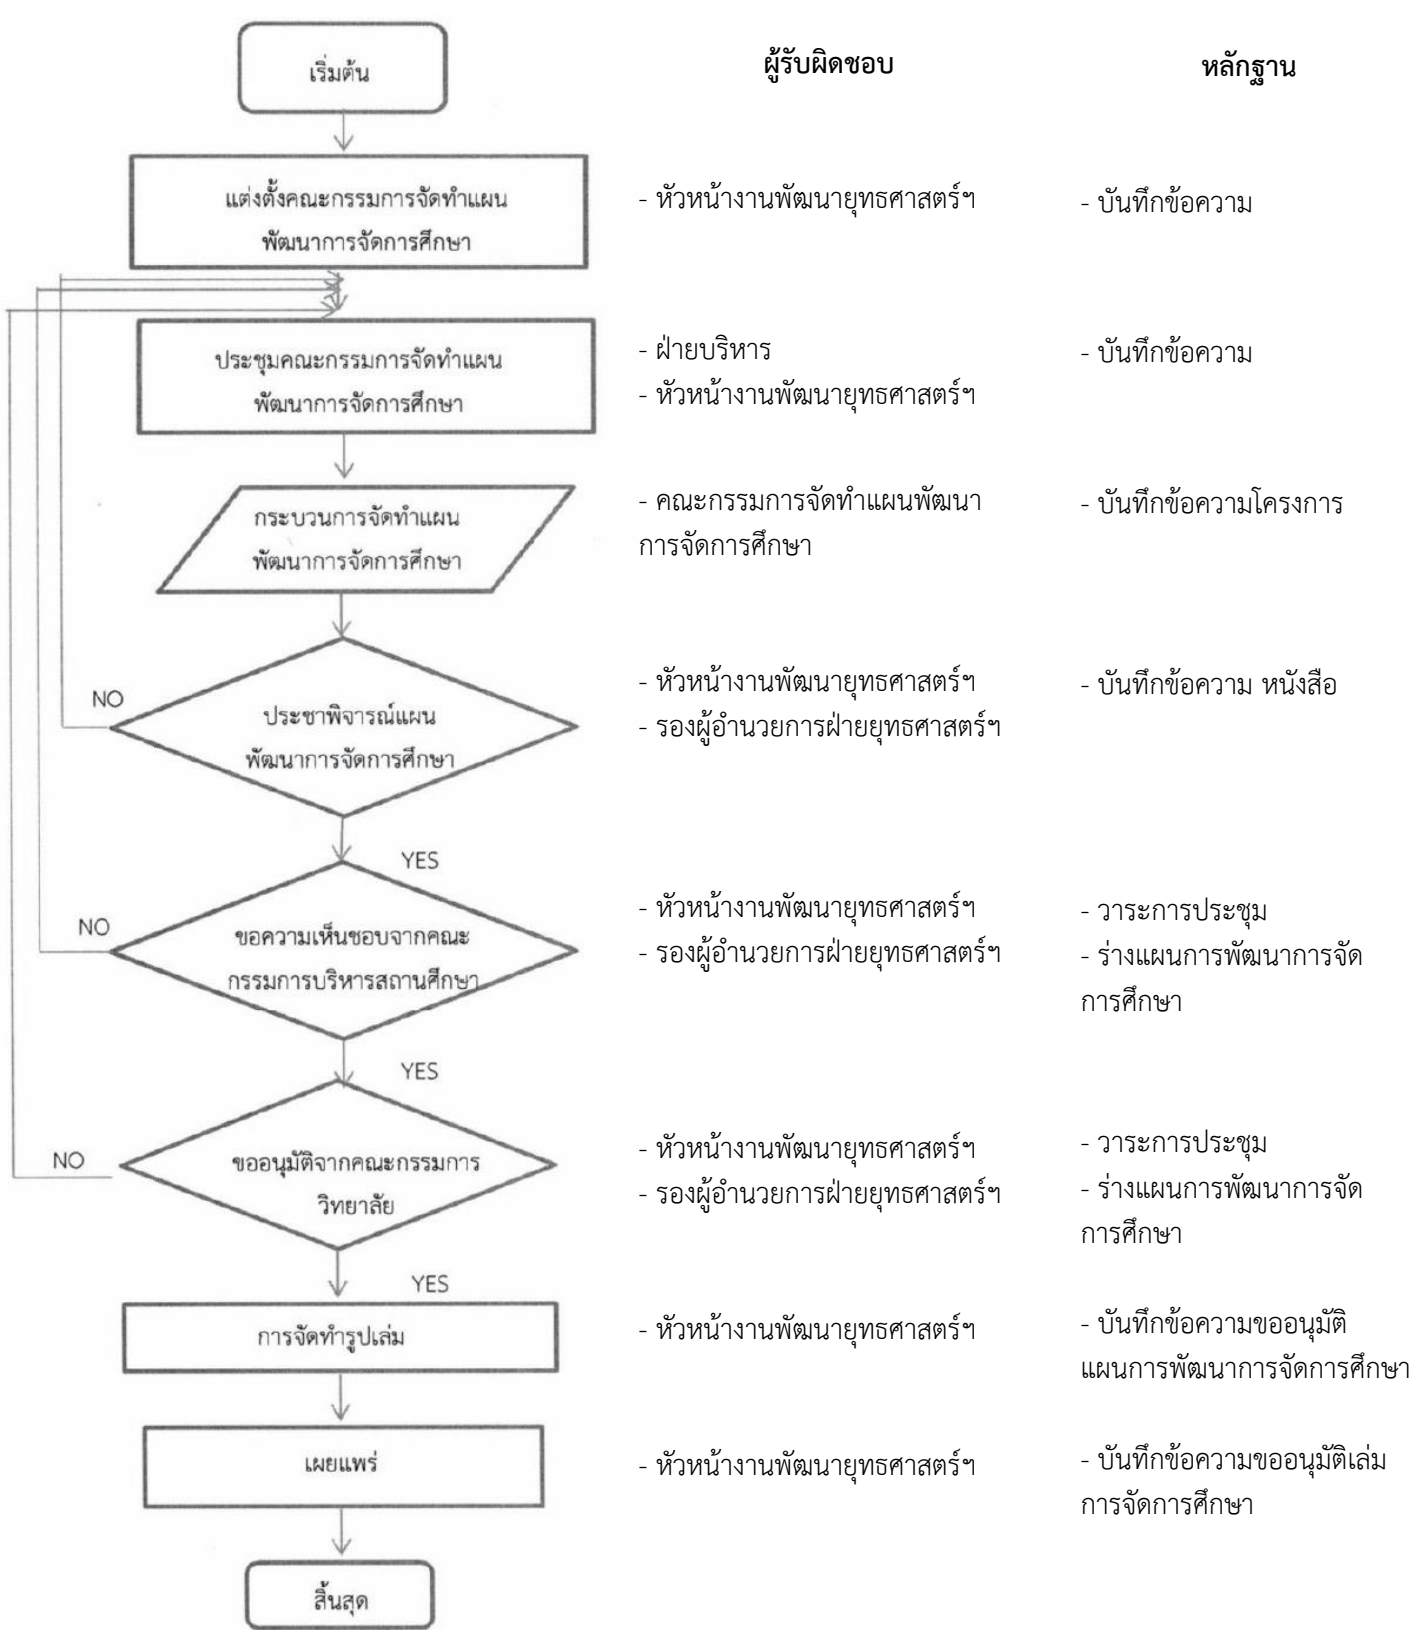 เริ่มต้น
ผู้รับผิดชอบ
หลักฐาน
แต่งตั้งคณะกรรมการจัดทำแผน
พัฒนาการจัดการศึกษา
- หัวหน้างานพัฒนายุทธศาสตร์ฯ
- บันทึกข้อความ
ประชุมคณะกรรมการจัดทำแผน
พัฒนาการจัดการศึกษา
- ฝ่ายบริหาร
- หัวหน้างานพัฒนายุทธศาสตร์ฯ
- บันทึกข้อความ
กระบวนการจัดทำแผน
พัฒนาการจัดการศึกษา
- คณะกรรมการจัดทำแผนพัฒนา
การจัดการศึกษา
- บันทึกข้อความโครงการ
NO
ประชาพิจารณ์แผน
พัฒนาการจัดการศึกษา
- หัวหน้างานพัฒนายุทธศาสตร์ฯ
- รองผู้อำนวยการฝ่ายยุทธศาสตร์ฯ
- บันทึกข้อความ หนังสือ
YES
NO
ขอความเห็นชอบจากคณะ
กรรมการบริหารสถานศึกษา
- หัวหน้างานพัฒนายุทธศาสตร์ฯ
- รองผู้อำนวยการฝ่ายยุทธศาสตร์ฯ
- วาระการประชุม
- ร่างแผนการพัฒนาการจัด
การศึกษา
YES
NO
ขออนุมัติจากคณะกรรมการ
วิทยาลัย
- หัวหน้างานพัฒนายุทธศาสตร์ฯ
- รองผู้อำนวยการฝ่ายยุทธศาสตร์ฯ
- วาระการประชุม
- ร่างแผนการพัฒนาการจัด
การศึกษา
YES
การจัดทำรูปเล่ม
- หัวหน้างานพัฒนายุทธศาสตร์ฯ
- บันทึกข้อความขออนุมัติ
แผนการพัฒนาการจัดการศึกษา
เผยแพร่
- หัวหน้างานพัฒนายุทธศาสตร์ฯ
- บันทึกข้อความขออนุมัติเล่ม
การจัดการศึกษา
สิ้นสุด